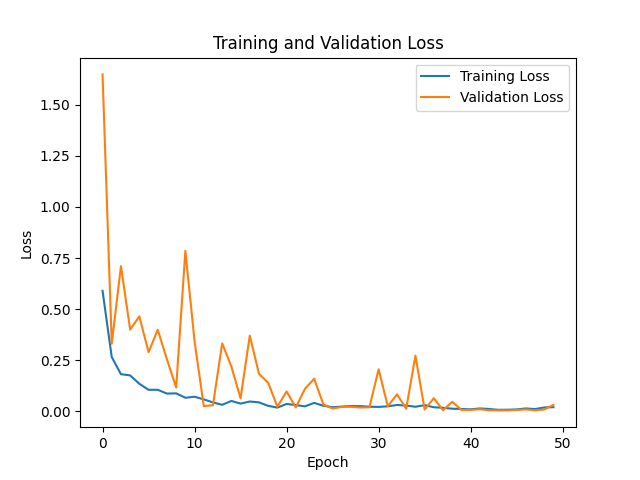 Training and Validation Loss
Training Loss
Validation Loss
1.50
1.25
1.00
0.75
0.50
0.25
0.00
Loss
0 10 20 30 40 50
Epoch